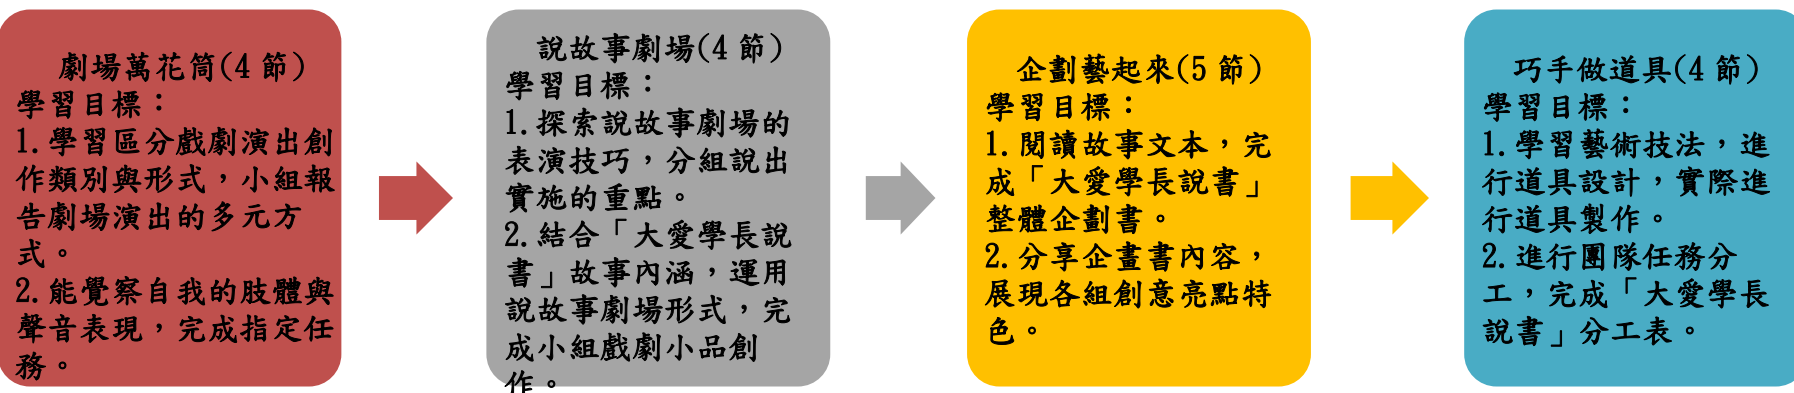 劇場萬花筒(4 節)
學習目標：
1.學習區分戲劇演出創
作類別與形式，小組報
告劇場演出的多元方
式。
2.能覺察自我的肢體與
聲音表現，完成指定任
務。
說故事劇場(4 節)
學習目標：
1.探索說故事劇場的
表演技巧，分組說出
實施的重點。
2.結合「大愛學長說
書」故事內涵，運用
說故事劇場形式，完
成小組戲劇小品創
作。
企劃藝起來(5 節)
學習目標：
1.閱讀故事文本，完
成「大愛學長說書」
整體企劃書。
2.分享企畫書內容，
展現各組創意亮點特
色。
巧手做道具(4 節)
學習目標：
1.學習藝術技法，進
行道具設計，實際進
行道具製作。
2.進行團隊任務分
工，完成「大愛學長
說書」分工表。